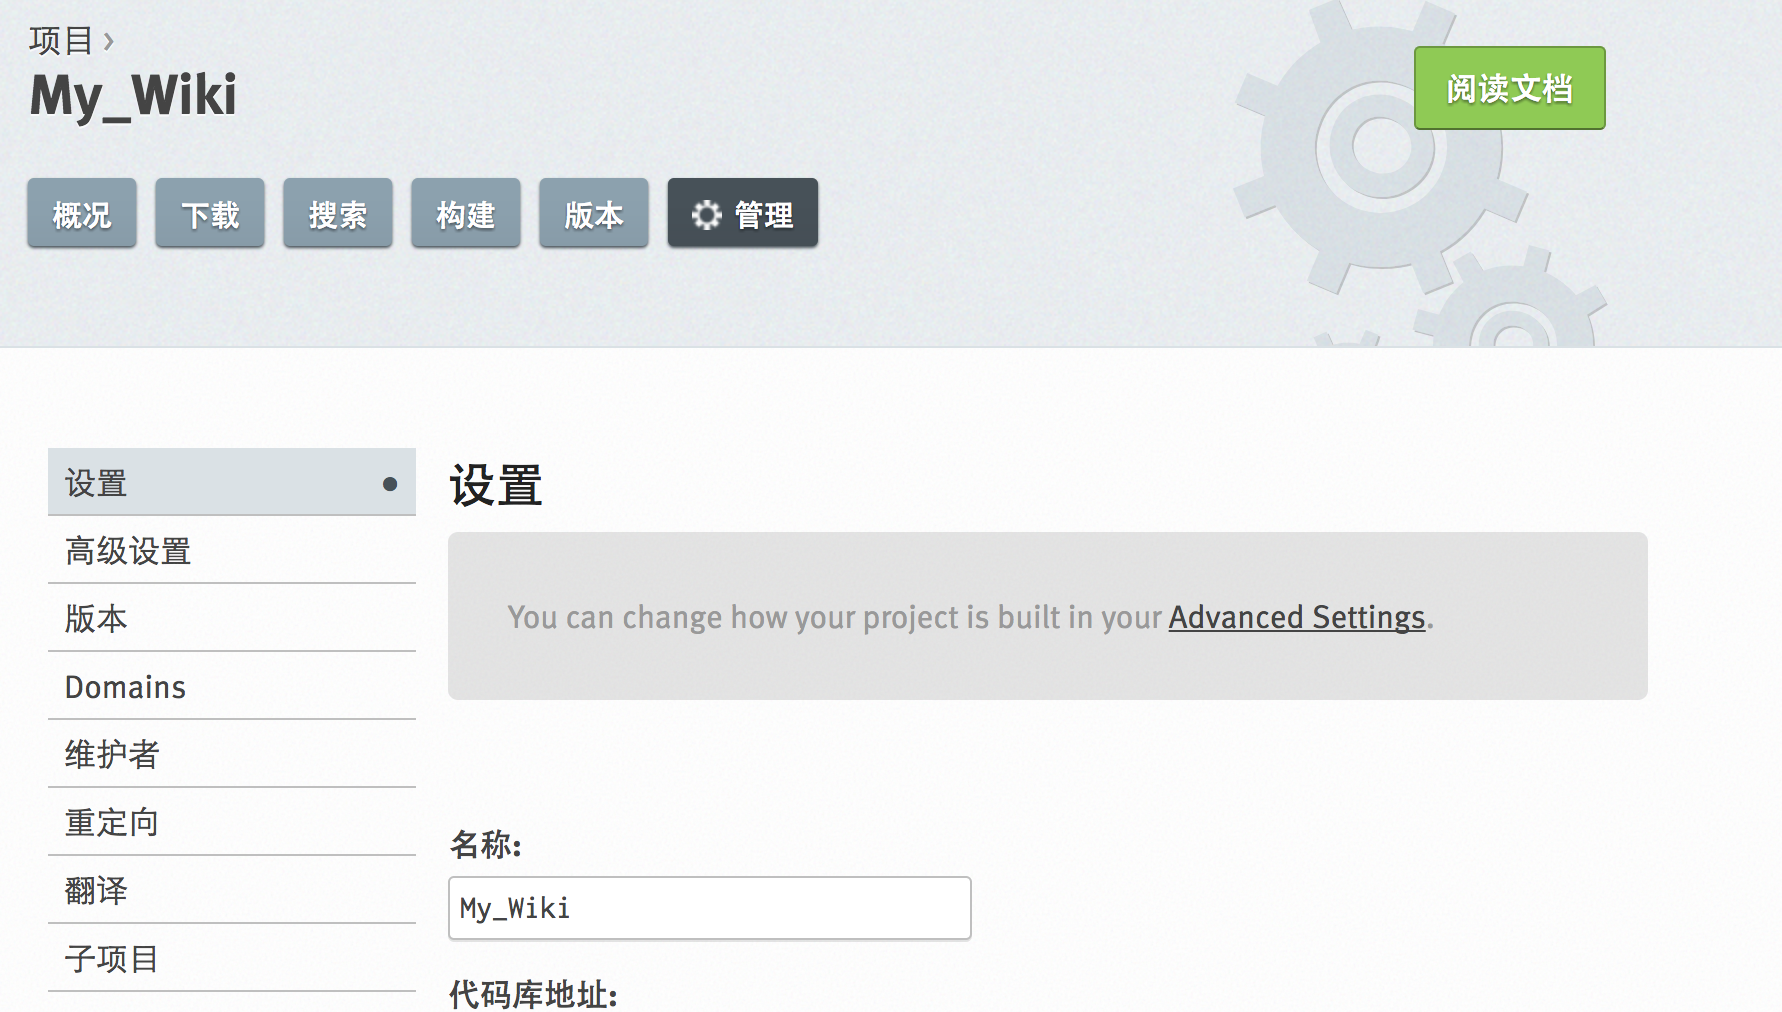 项目 ›
My_Wiki
阅读文档
概况 下载 搜索 构建 版本 管理
设置
高级设置
版本
Domains
维护者
重定向
翻译
子项目
设置
You can change how your project is built in your Advanced Settings.
名称:
My_Wiki
代码库地址: